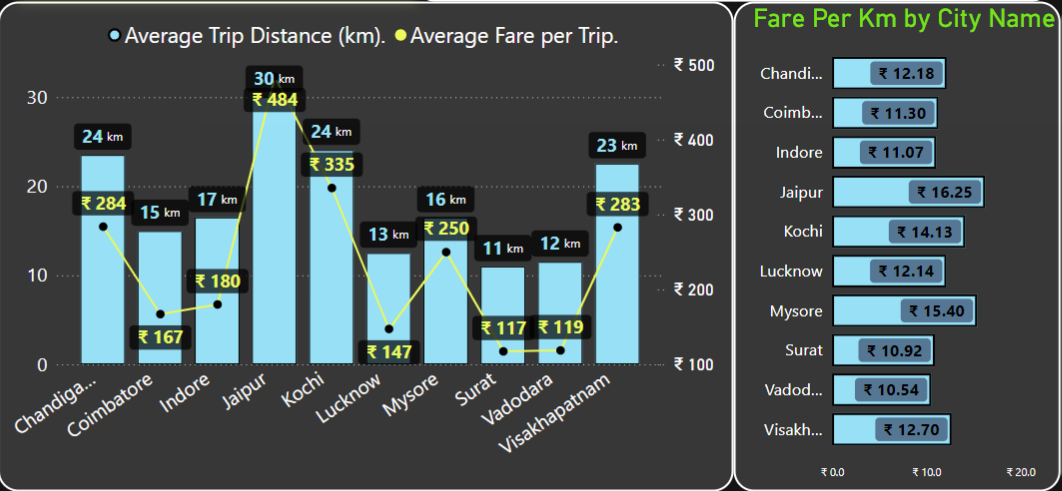 Average Trip Distance (km). Average Fare per Trip.
30
20
10
0
₹ 500
₹ 400
₹ 300
₹ 200
₹ 100
24 km
15 km
17 km
30 km
24 km
13 km
16 km
11 km
12 km
23 km
₹ 284
₹ 167
₹ 180
₹ 484
₹ 335
₹ 147
₹ 250
₹ 117
₹ 119
₹ 283
Chandiga...
Coimbatore
Indore
Jaipur
Kochi
Lucknow
Mysore
Surat
Vadodara
Visakhapatnam
Fare Per Km by City Name
Chandi... ₹ 12.18
Coimb... ₹ 11.30
Indore ₹ 11.07
Jaipur ₹ 16.25
Kochi ₹ 14.13
Lucknow ₹ 12.14
Mysore ₹ 15.40
Surat ₹ 10.92
Vadod... ₹ 10.54
Visakh... ₹ 12.70
₹ 0.0 ₹ 10.0 ₹ 20.0